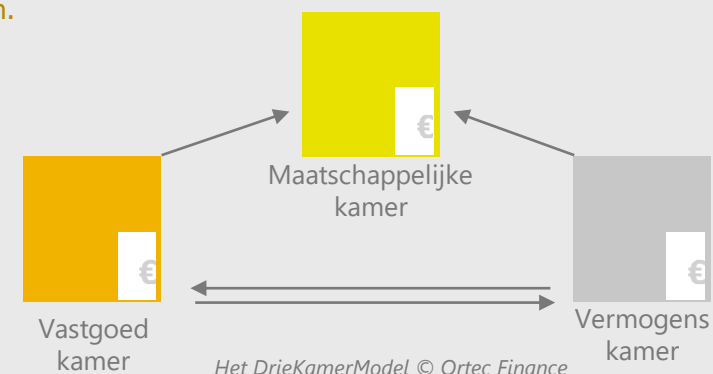 €
Maatschappelijke
kamer
€
€
Vastgoed
kamer
Vermogens
kamer
Het DrieKamerModel © Ortec Finance